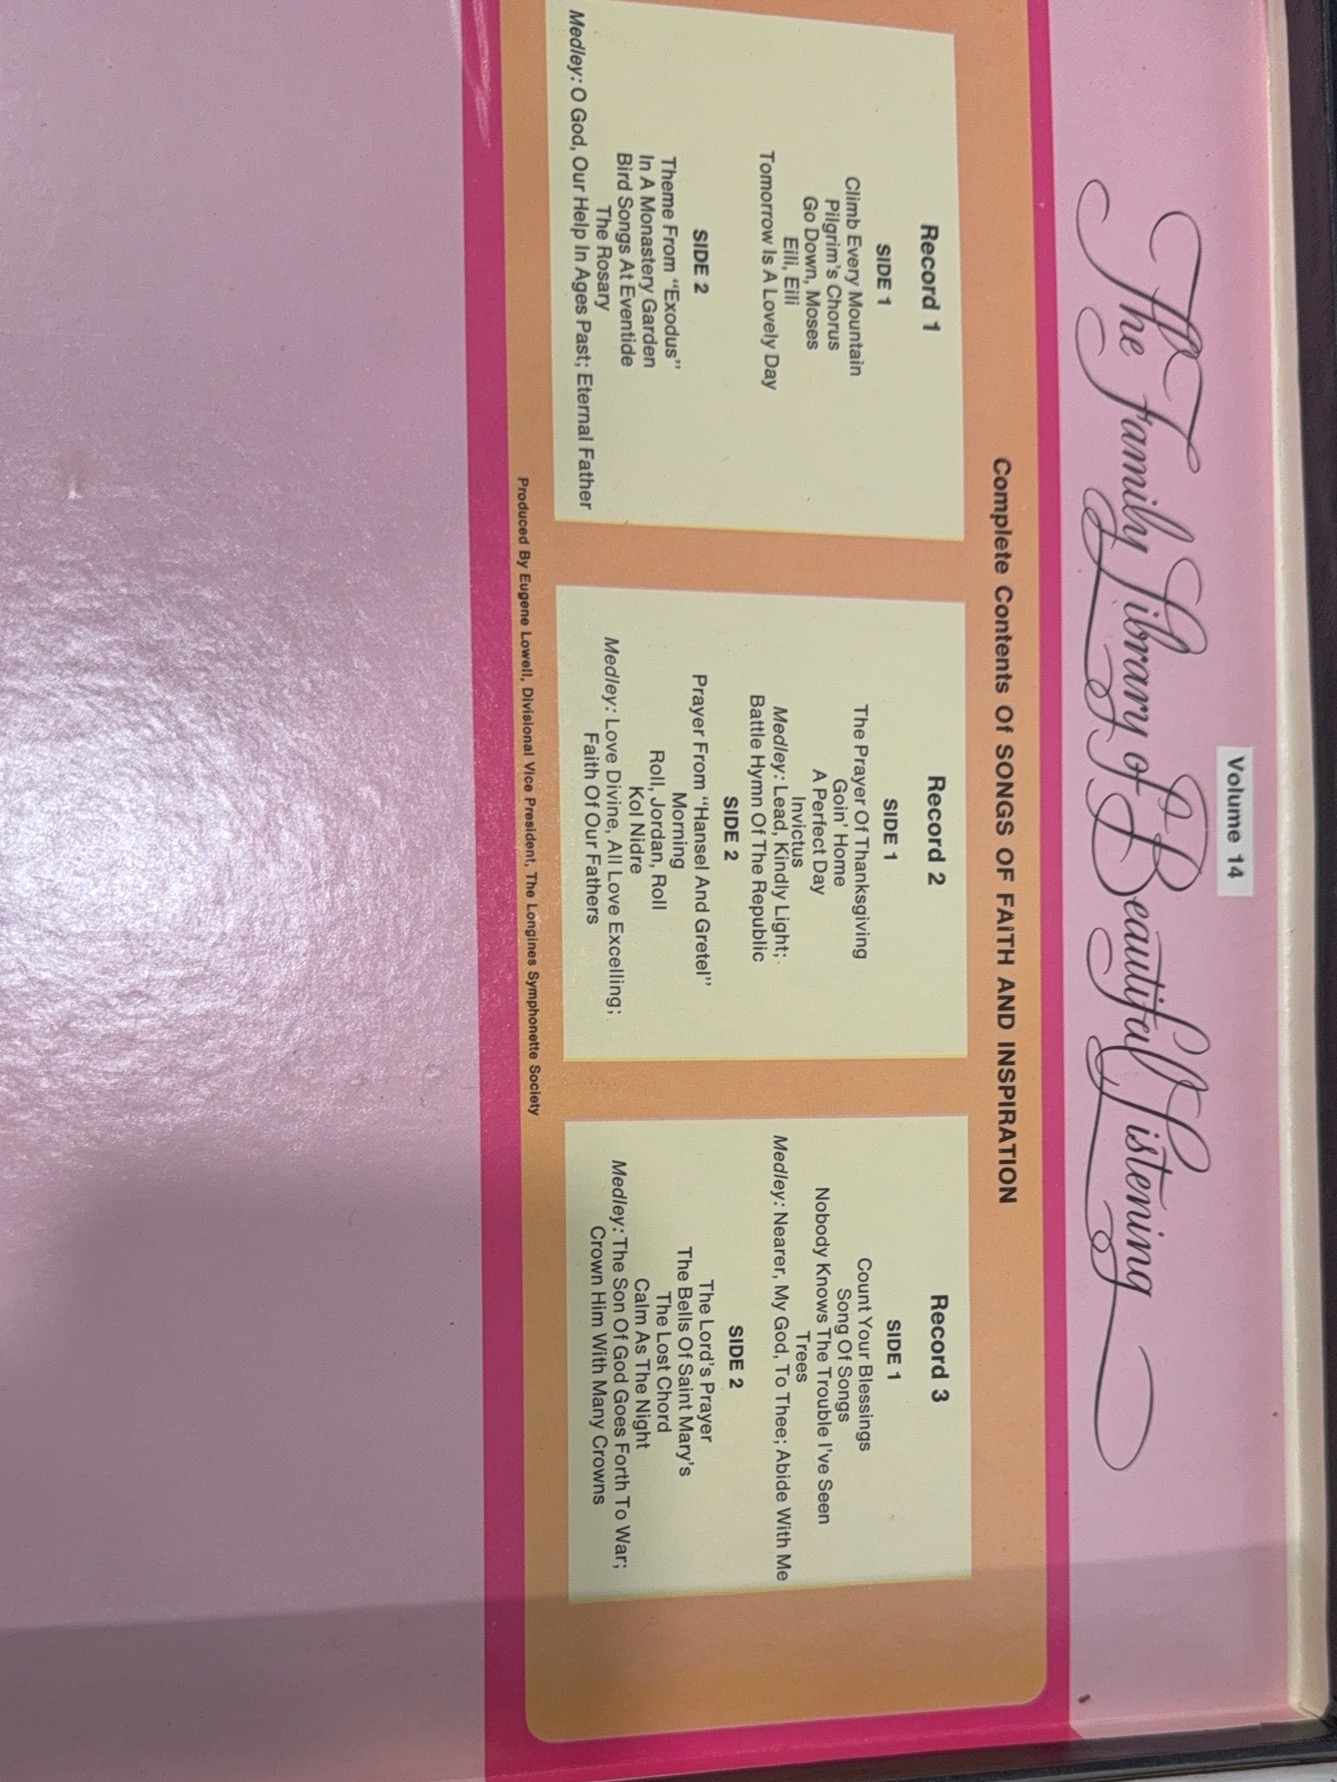 Volume 14
The Family Library of Beautiful Listening
Complete Contents Of SONGS OF FAITH AND INSPIRATION
Record 1
SIDE 1
Climb Every Mountain
Pilgrim's Chorus
Go Down, Moses
Eili, Eili
Tomorrow Is A Lovely Day
SIDE 2
Theme From "Exodus"
In A Monastery Garden
Bird Songs At Eventide
The Rosary
Medley: O God, Our Help In Ages Past; Eternal Father
Record 2
SIDE 1
The Prayer Of Thanksgiving
Goin' Home
A Perfect Day
Invictus
Medley: Lead, Kindly Light;
Battle Hymn Of The Republic
SIDE 2
Prayer From "Hansel And Gretel"
Morning
Roll, Jordan, Roll
Kol Nidre
Medley: Love Divine, All Love Excelling;
Faith Of Our Fathers
Record 3
SIDE 1
Count Your Blessings
Song Of Songs
Nobody Knows The Trouble I've Seen
Trees
Medley: Nearer, My God, To Thee; Abide With Me
SIDE 2
The Lord's Prayer
The Bells Of Saint Mary's
The Lost Chord
Calm As The Night
Medley: The Son Of God Goes Forth To War;
Crown Him With Many Crowns
Produced By Eugene Lowell, Divisional Vice President, The Longines Symphonette Society